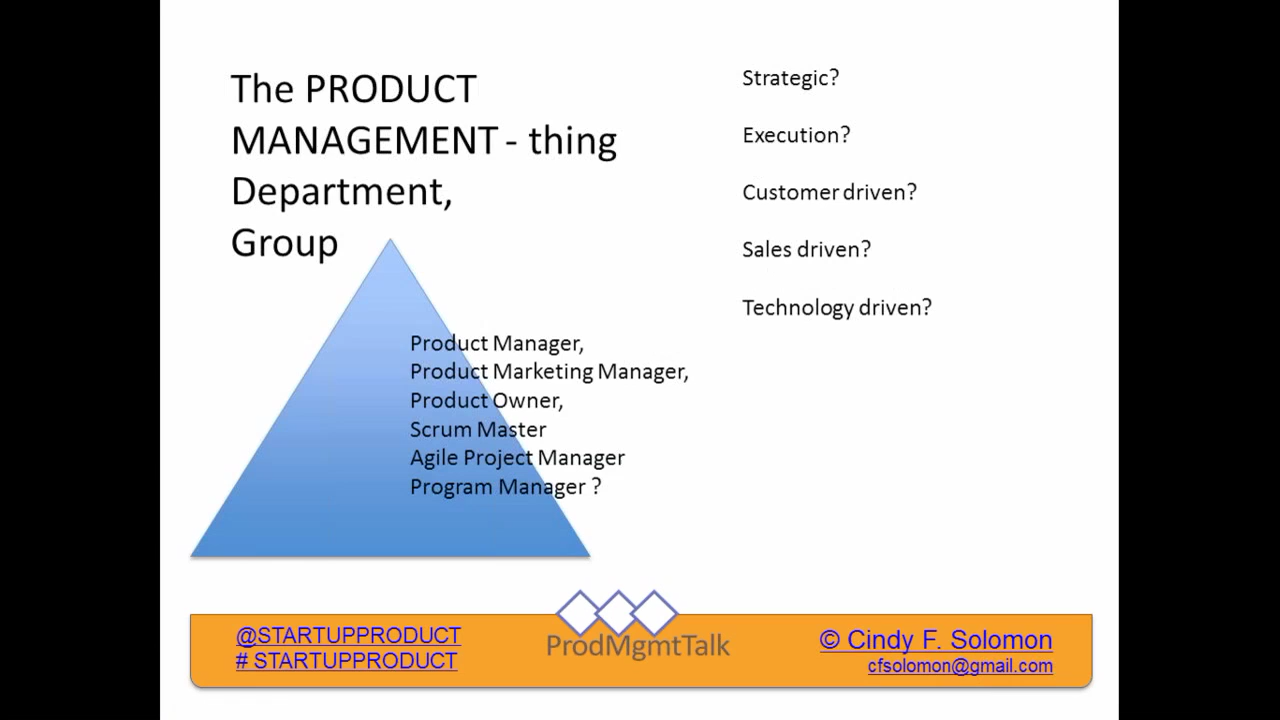 The PRODUCT
MANAGEMENT - thing
Department,
Group
Strategic?
Execution?
Customer driven?
Sales driven?
Technology driven?
Product Manager,
Product Marketing Manager,
Product Owner,
Scrum Master
Agile Project Manager
Program Manager ?
@STARTUPPRODUCT
# STARTUPPRODUCT
ProdMgmtTalk
© Cindy F. Solomon
cfsolomon@gmail.com